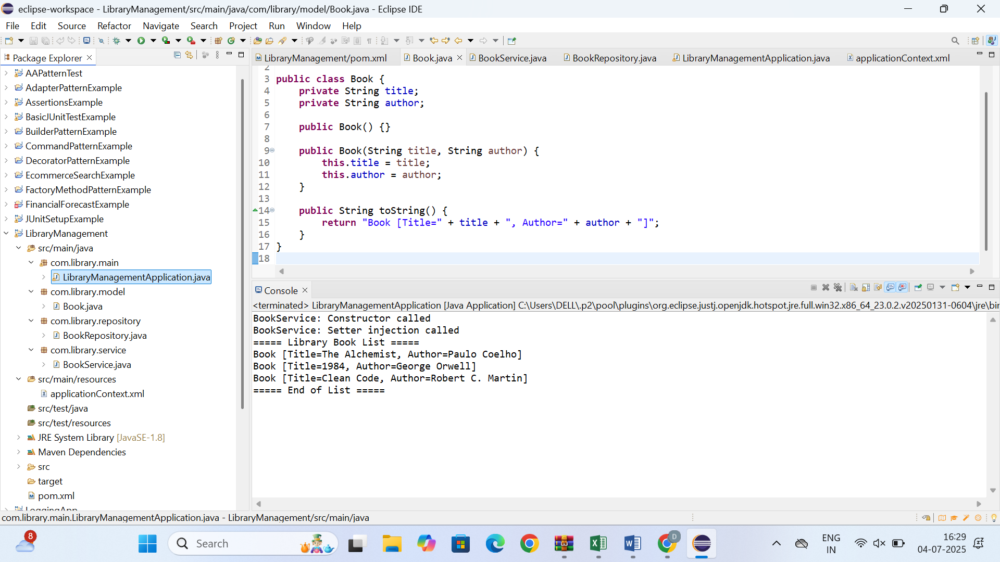 eclipse-workspace - LibraryManagement/src/main/java/com/library/model/Book.java - Eclipse IDE
File Edit Source Refactor Navigate Search Project Run Window Help
Package Explorer
AAPatternTest
AdapterPatternExample
AssertionsExample
BasicJUnitTestExample
BuilderPatternExample
CommandPatternExample
DecoratorPatternExample
EcommerceSearchExample
FactoryMethodPatternExample
FinancialForecastExample
JUnitSetupExample
LibraryManagement
src/main/java
com.library.main
LibraryManagementApplication.java
com.library.model
Book.java
com.library.repository
BookRepository.java
com.library.service
BookService.java
src/main/resources
applicationContext.xml
src/test/java
src/test/resources
JRE System Library [JavaSE-1.8]
Maven Dependencies
src
target
pom.xml
LoggingApp
LibraryManagement/pom.xml Book.java BookService.java BookRepository.java LibraryManagementApplication.java applicationContext.xml
2
3 public class Book {
4     private String title;
5     private String author;
6
7     public Book() {}
8
9     public Book(String title, String author) {
10         this.title = title;
11         this.author = author;
12     }
13
14     public String toString() {
15         return "Book [Title=" + title + ", Author=" + author + "]";
16     }
17 }
18
Console
<terminated> LibraryManagementApplication [Java Application] C:\Users\DELL\.p2\pool\plugins\org.eclipse.justj.openjdk.hotspot.jre.full.win32.x86_64_23.0.2.v20250131-0604\jre\bin
BookService: Constructor called
BookService: Setter injection called
===== Library Book List =====
Book [Title=The Alchemist, Author=Paulo Coelho]
Book [Title=1984, Author=George Orwell]
Book [Title=Clean Code, Author=Robert C. Martin]
===== End of List =====
com.library.main.LibraryManagementApplication.java - LibraryManagement/src/main/java
8
Search
D
ENG
IN
16:29
04-07-2025